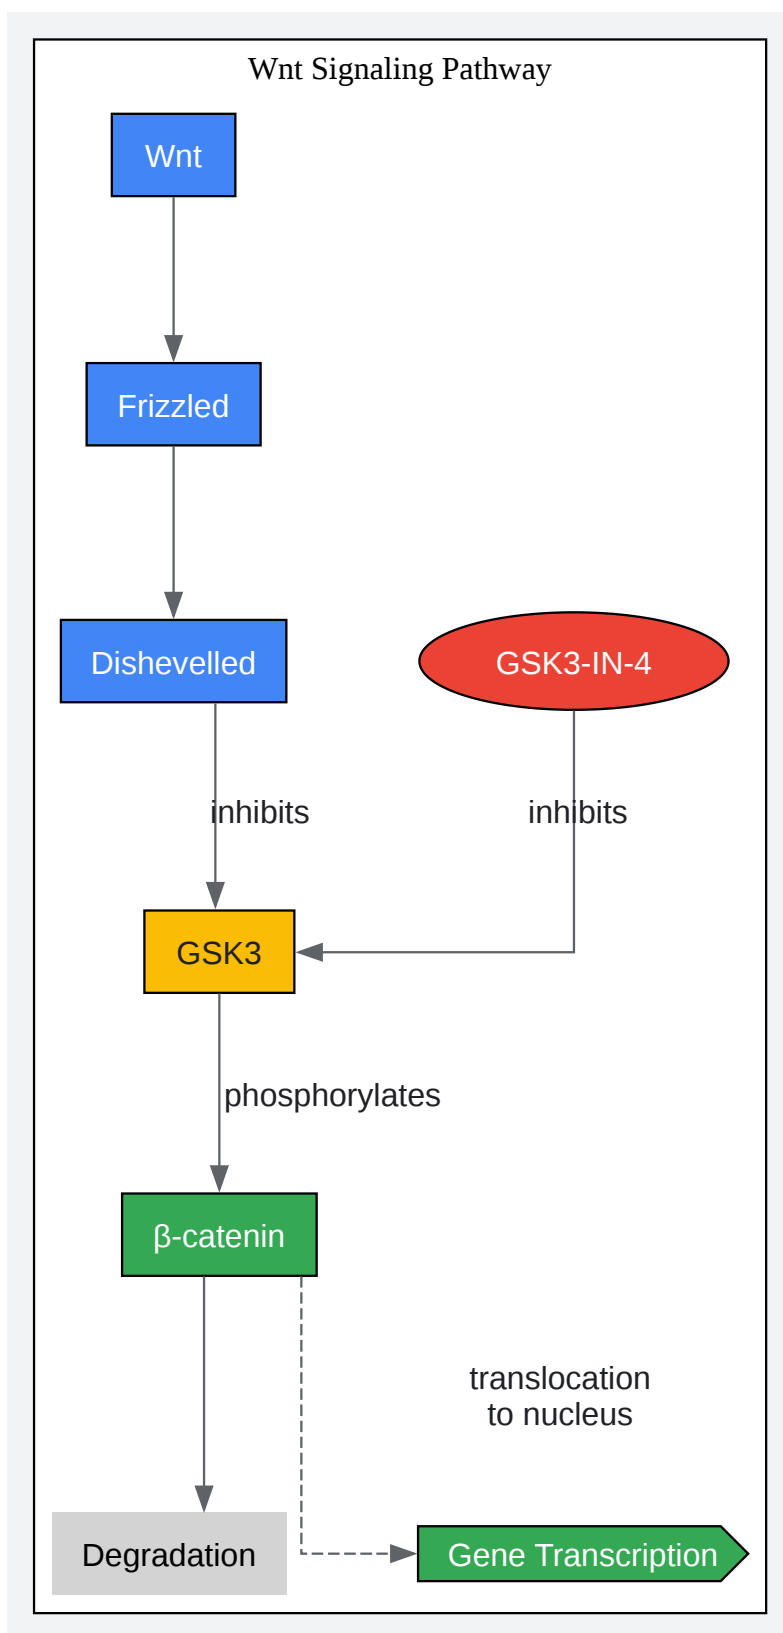 Wnt Signaling Pathway
Wnt
Frizzled
Dishevelled
GSK3-IN-4
inhibits
inhibits
GSK3
phosphorylates
β-catenin
translocation
to nucleus
Degradation
Gene Transcription